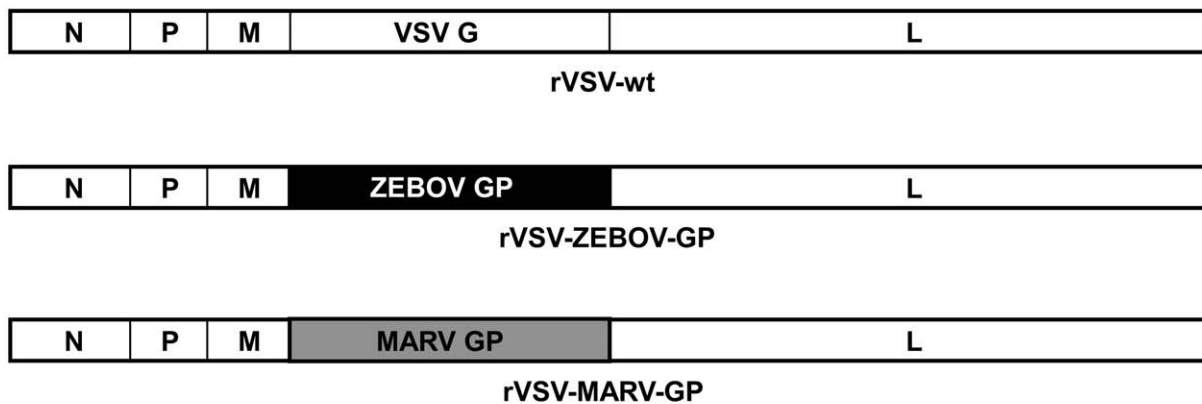 N P M VSV G L
rVSV-wt
N P M ZEBOV GP L
rVSV-ZEBOV-GP
N P M MARV GP L
rVSV-MARV-GP